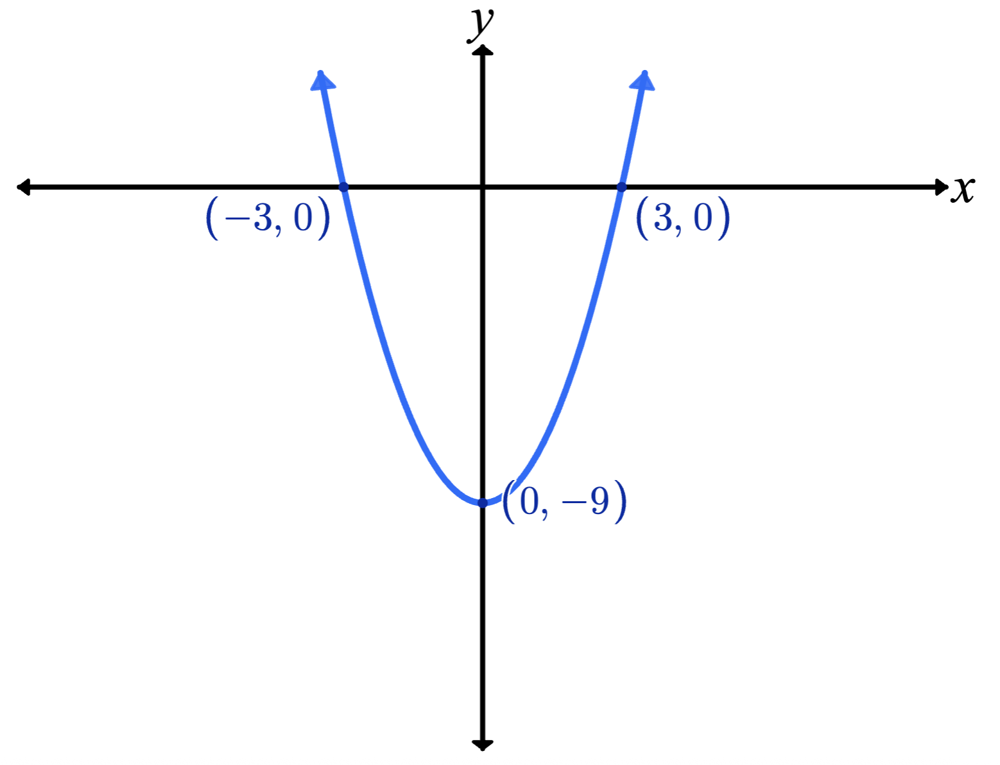 y
x
(−3, 0)
(3, 0)
(0, −9)